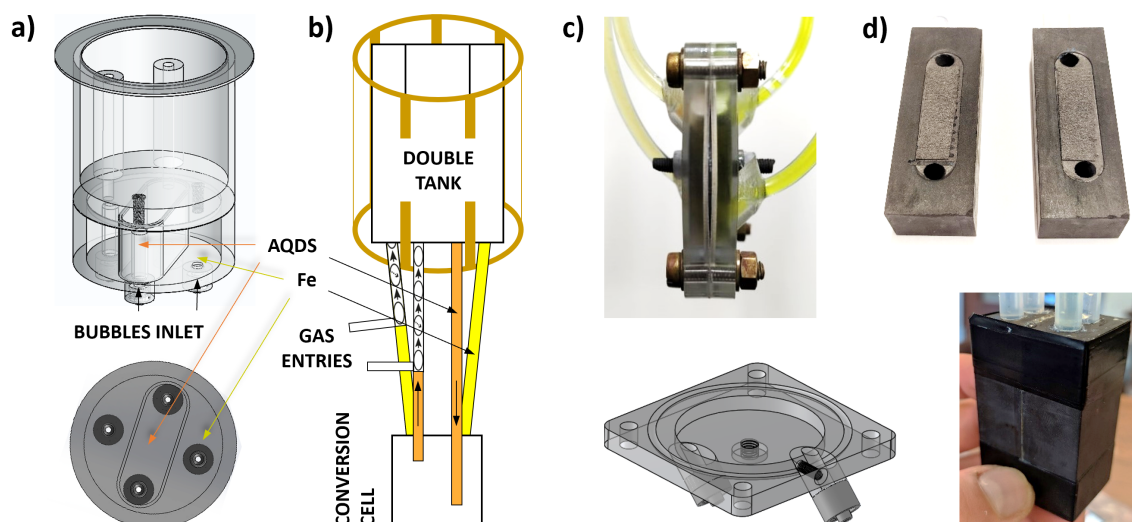 a)
b)
c)
d)
DOUBLE
TANK
AQDS
Fe
BUBBLES INLET
GAS
ENTRIES
CONVERSION
CELL